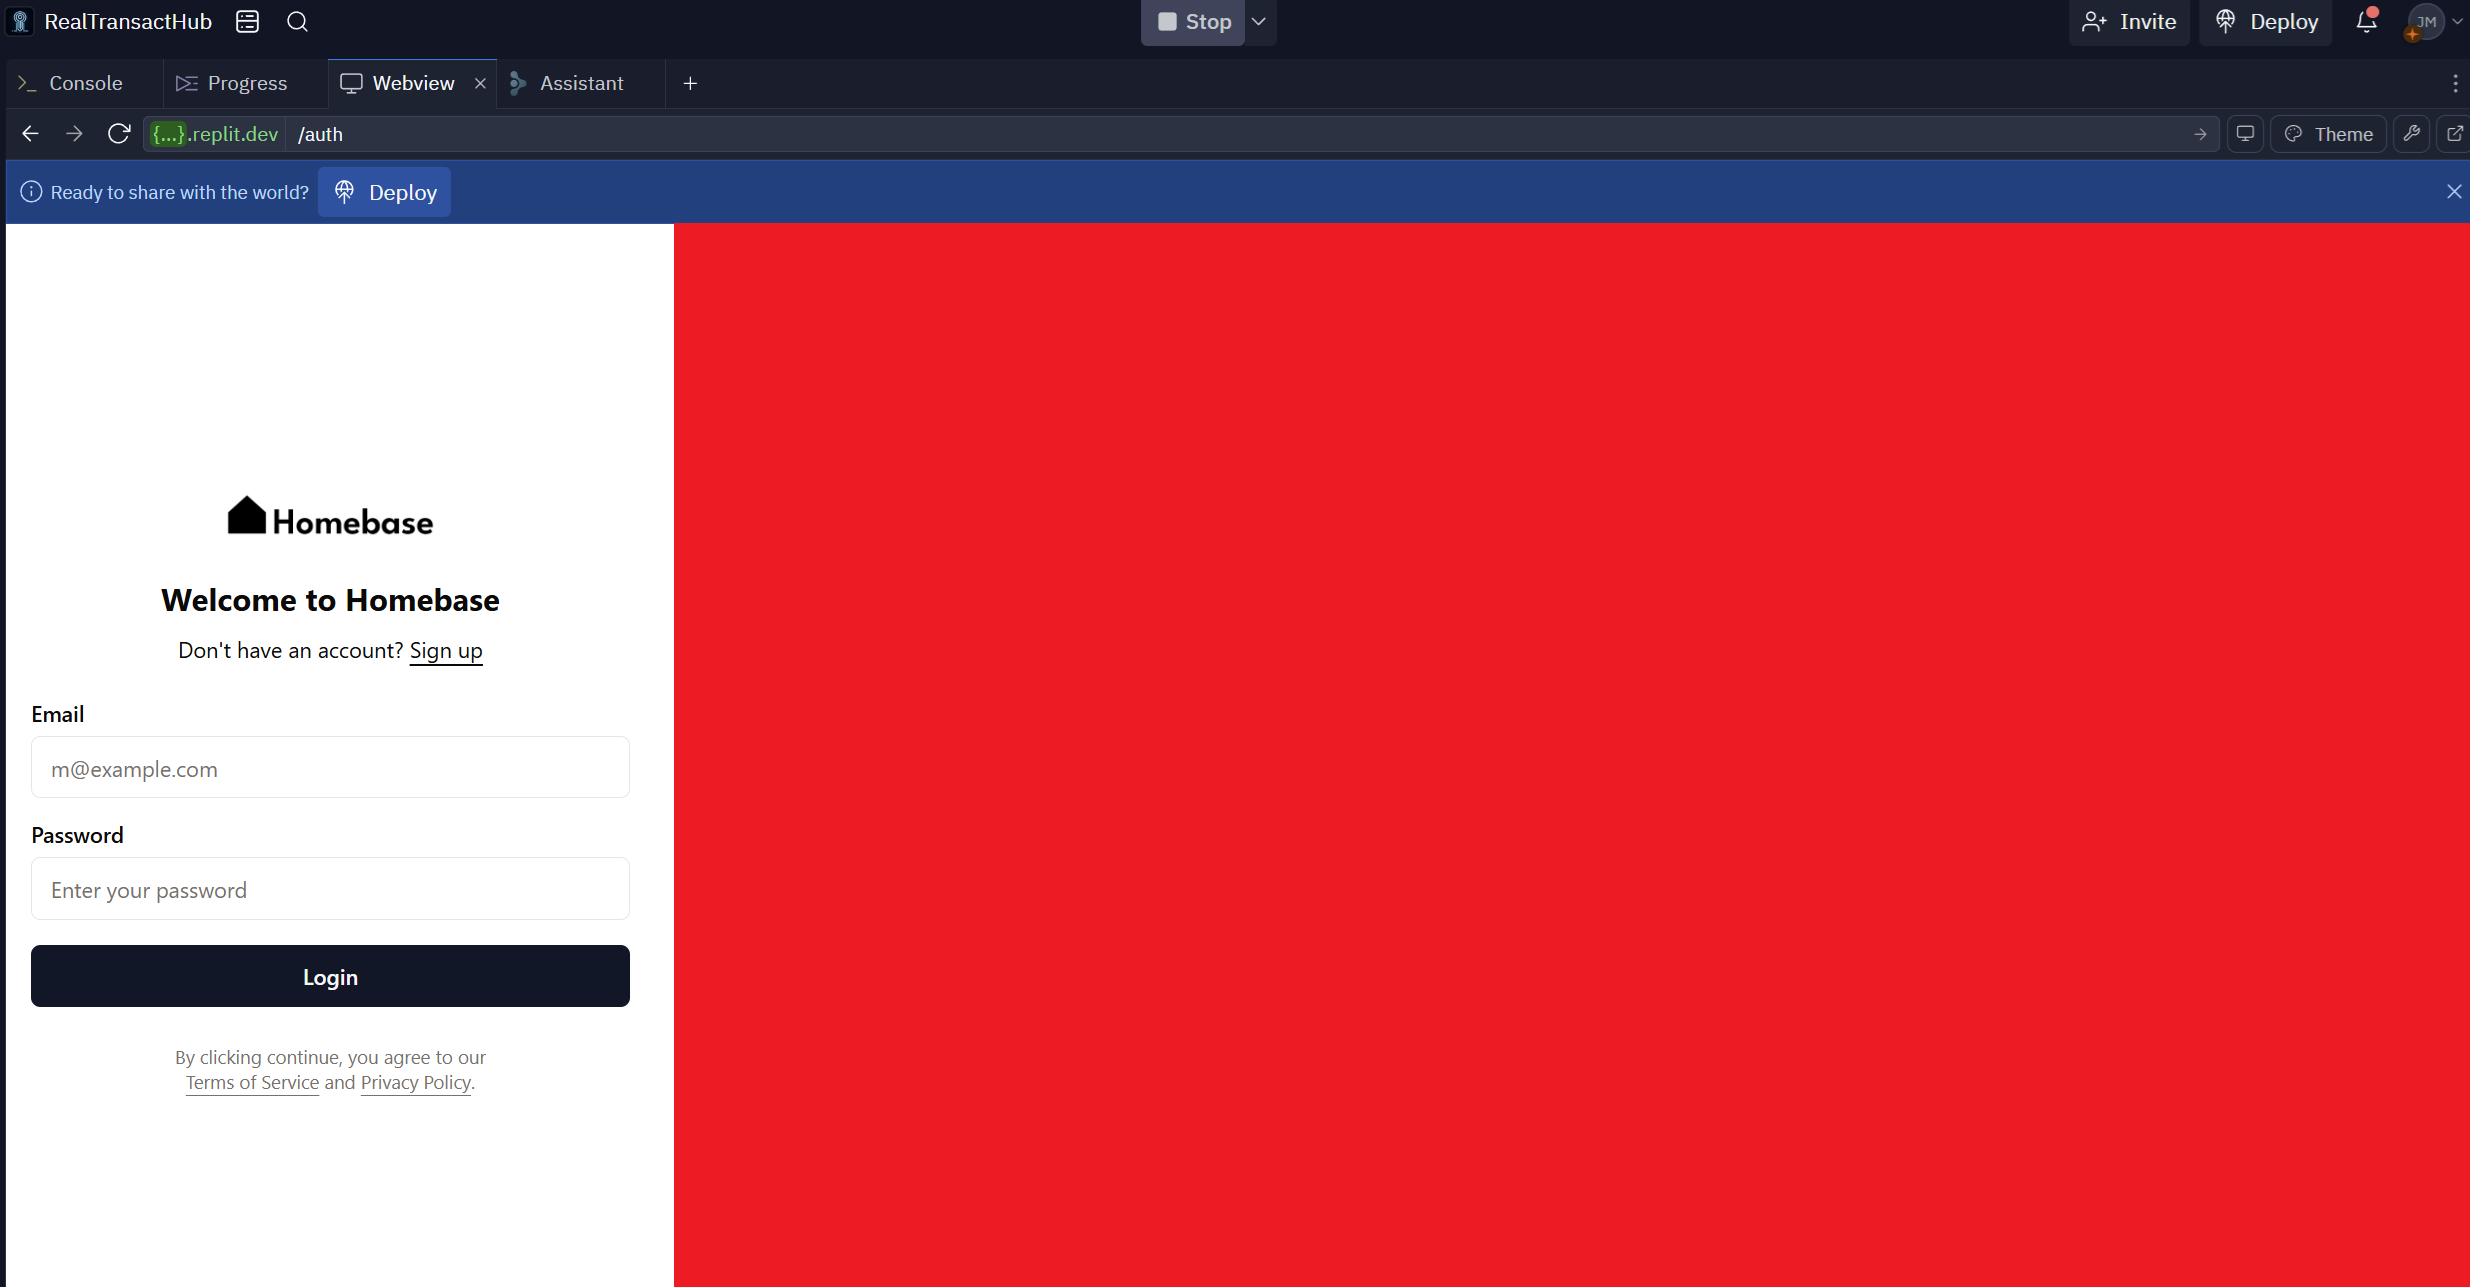 RealTransactHub
Stop
Invite
Deploy
JM
Console
Progress
Webview
Assistant
{...}.replit.dev
/auth
Theme
Ready to share with the world?
Deploy
Homebase
Welcome to Homebase
Don't have an account? Sign up
Email
m@example.com
Password
Enter your password
Login
By clicking continue, you agree to our
Terms of Service and Privacy Policy.